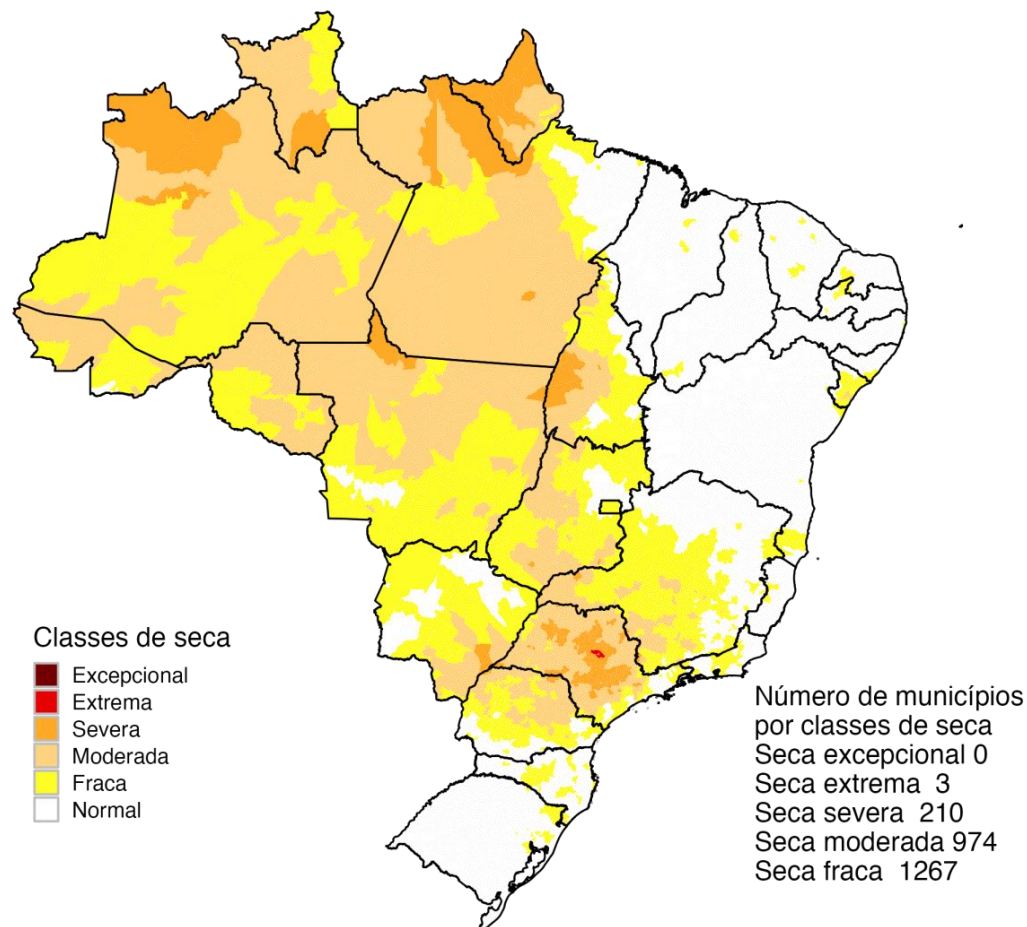 Classes de seca
Excepcional
Extrema
Severa
Moderada
Fraca
Normal
Número de municípios
por classes de seca
Seca excepcional 0
Seca extrema 3
Seca severa 210
Seca moderada 974
Seca fraca 1267